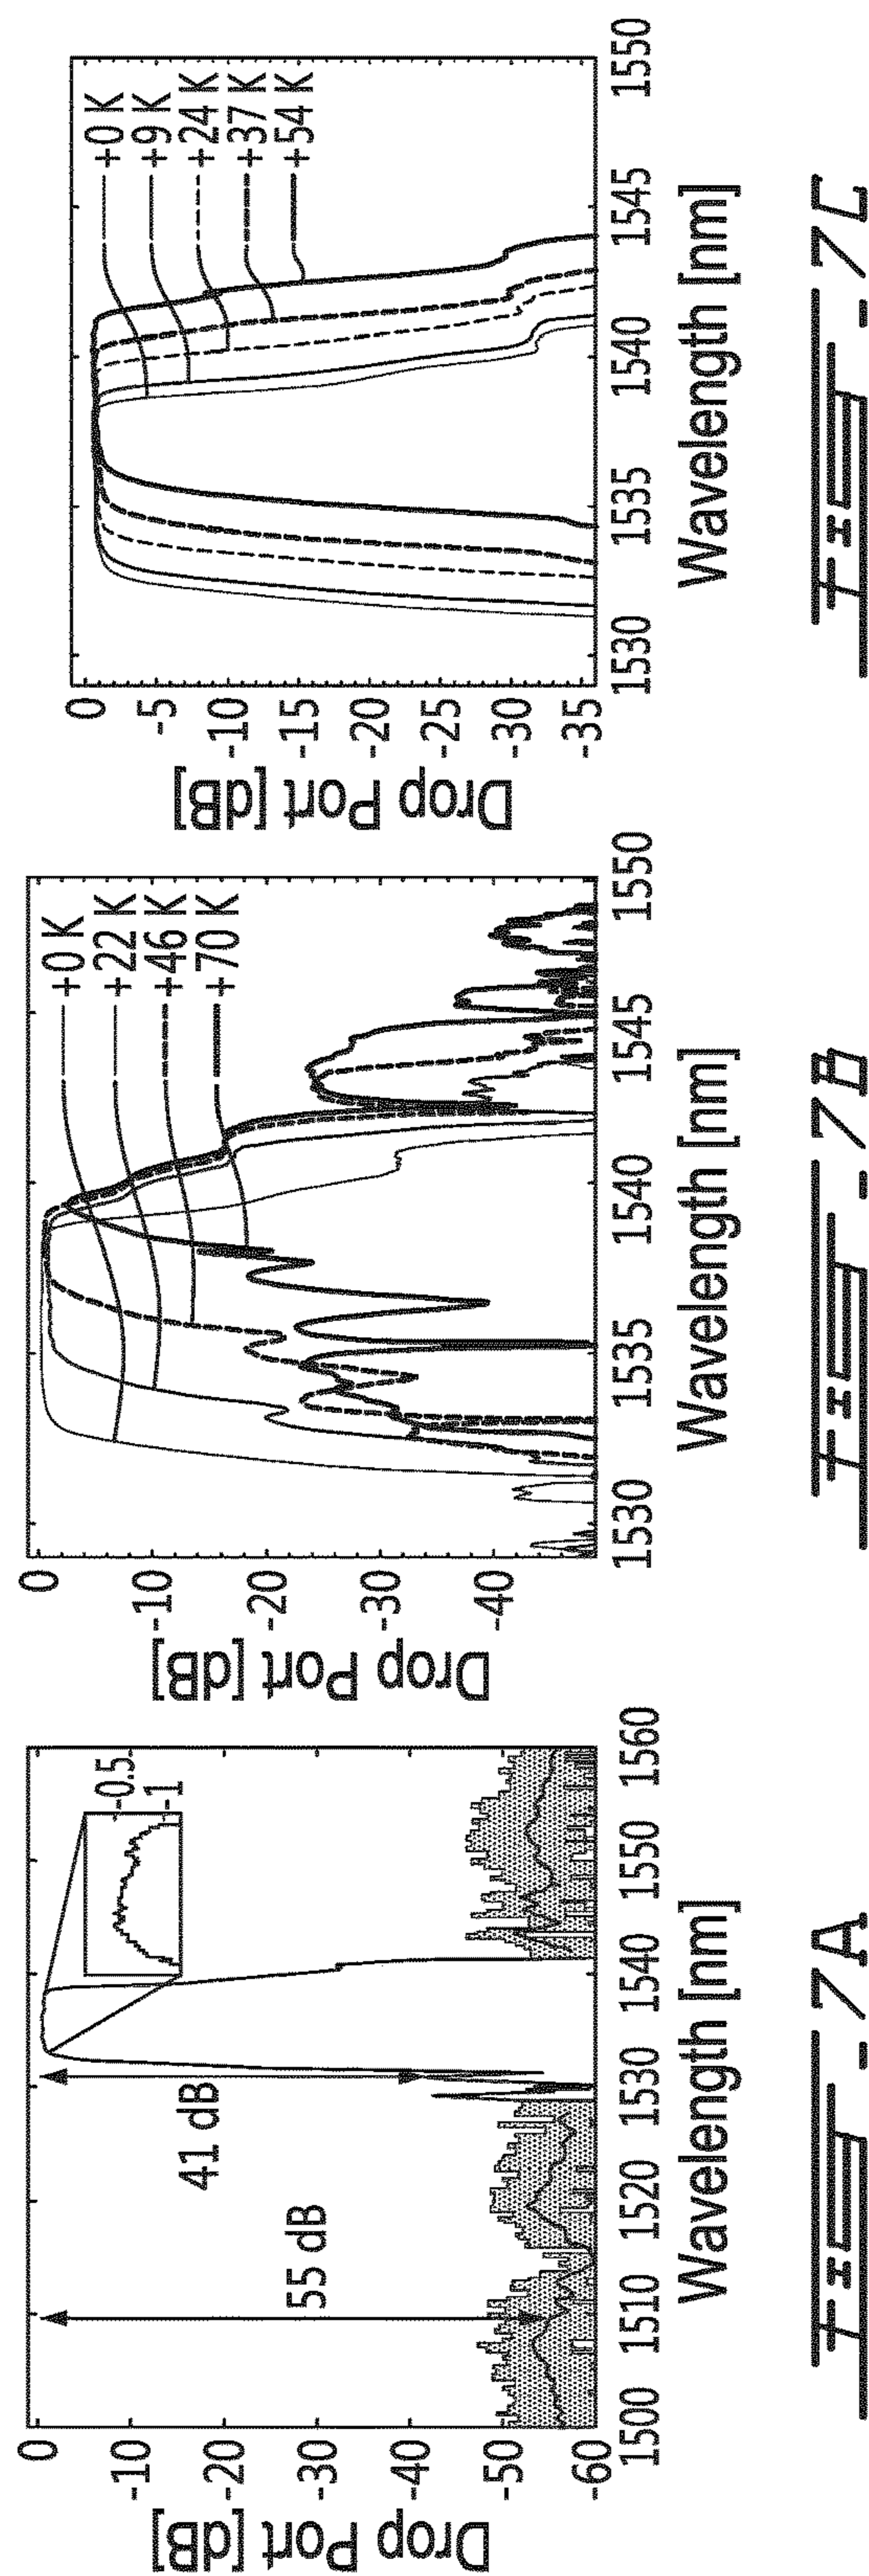 Drop Port [dB]
0
-10
-20
-30
-40
-50
-60
55 dB
41 dB
-0.5
-1
1500
1510
1520
1530
1540
1550
1560
Wavelength [nm]
FIG-7A
Drop Port [dB]
0
-10
-20
-30
-40
+0 K
+22 K
+46 K
+70 K
1530
1535
1540
1545
1550
Wavelength [nm]
FIG-7B
Drop Port [dB]
0
-5
-10
-15
-20
-25
-30
-35
+0 K
+9 K
+24 K
+37 K
+54 K
1530
1535
1540
1545
1550
Wavelength [nm]
FIG-7C